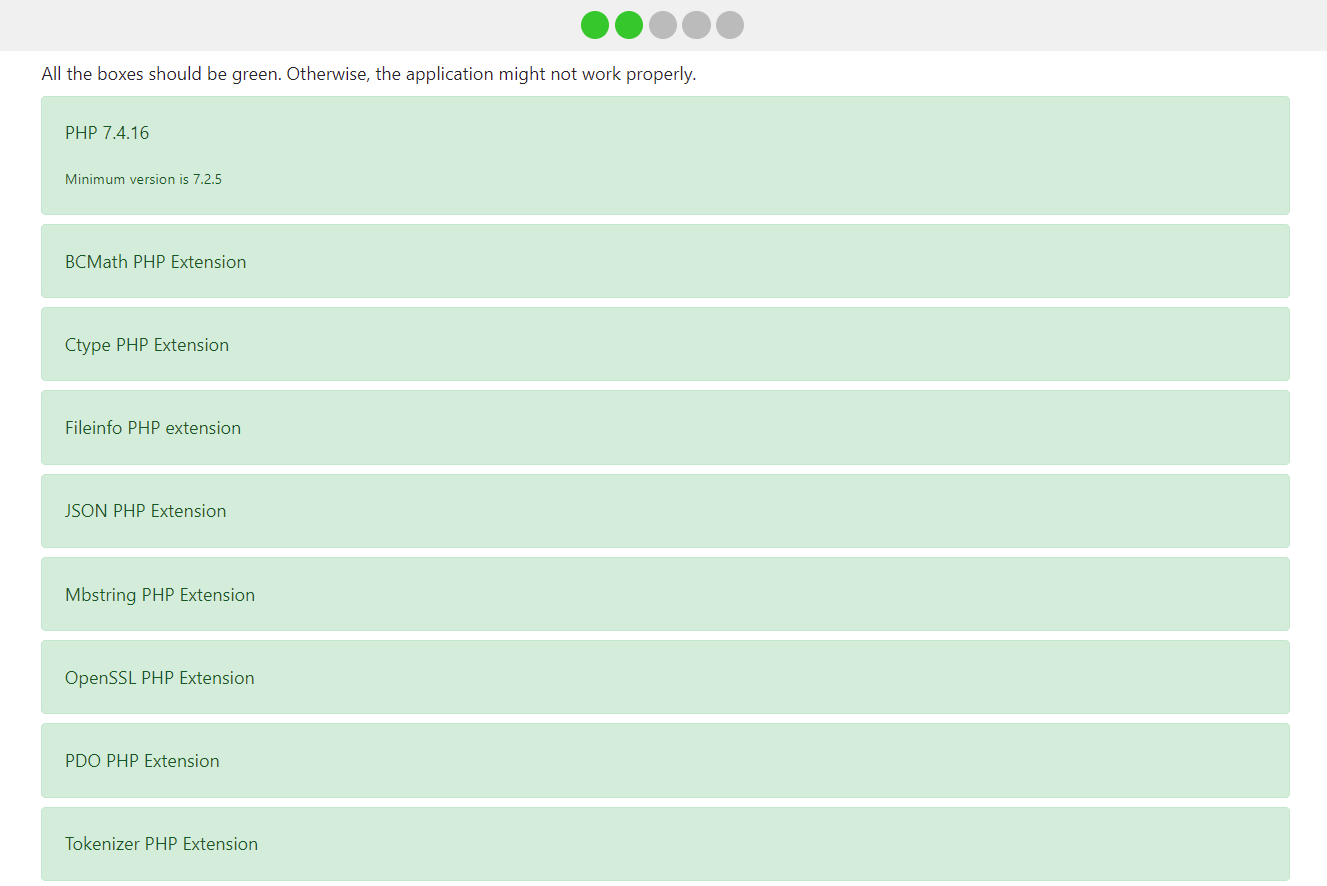 All the boxes should be green. Otherwise, the application might not work properly.
PHP 7.4.16
Minimum version is 7.2.5
BCMath PHP Extension
Ctype PHP Extension
Fileinfo PHP extension
JSON PHP Extension
Mbstring PHP Extension
OpenSSL PHP Extension
PDO PHP Extension
Tokenizer PHP Extension